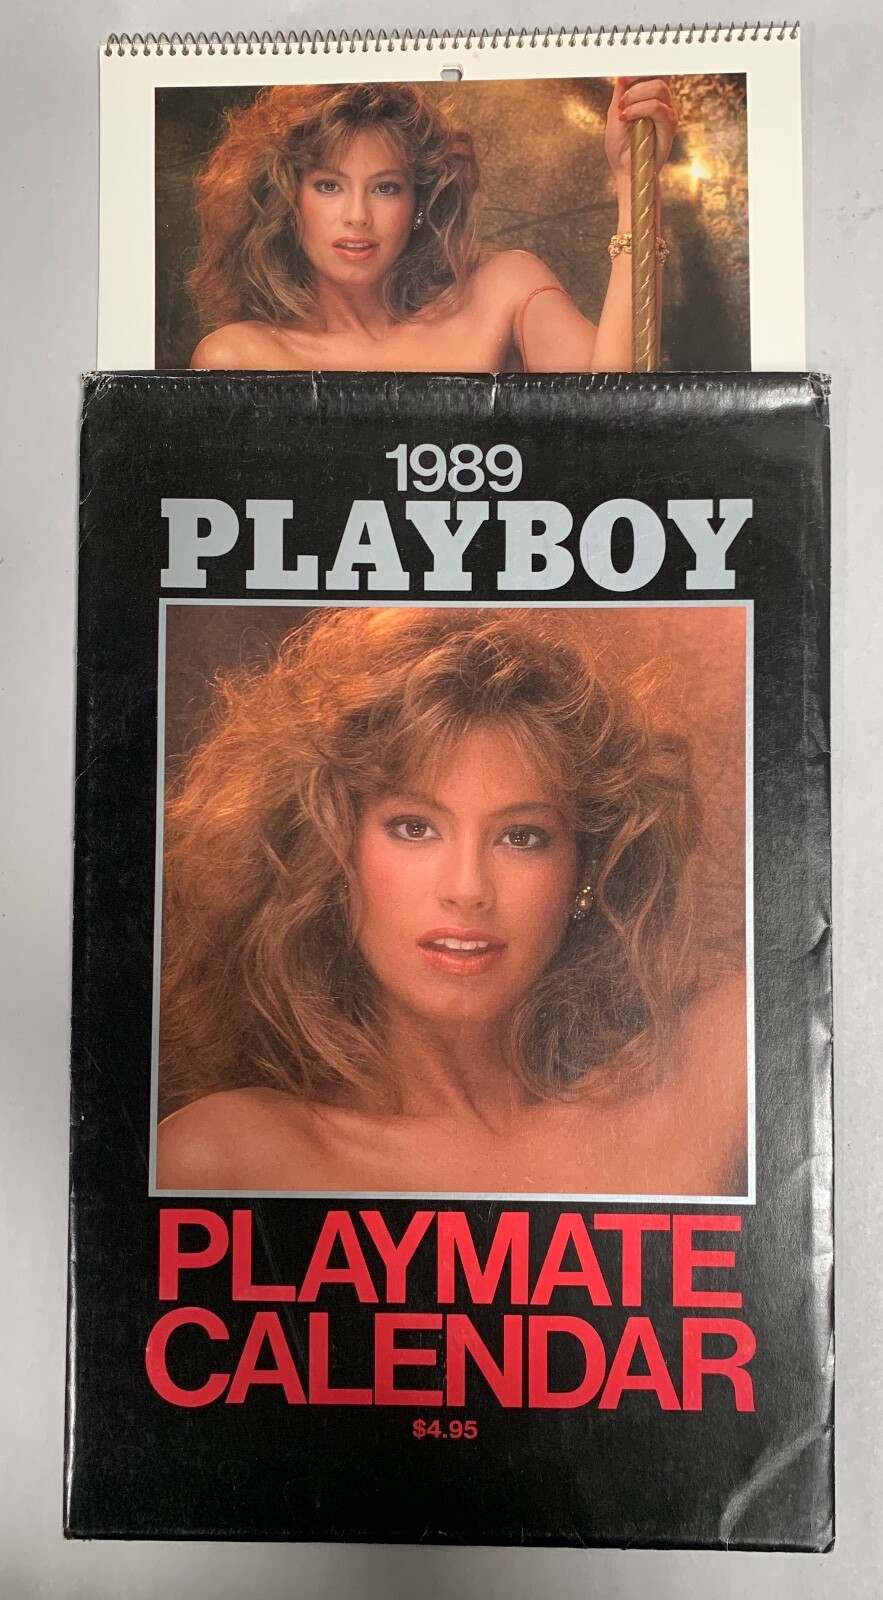 1989
PLAYBOY
PLAYMATE
CALENDAR
$4.95